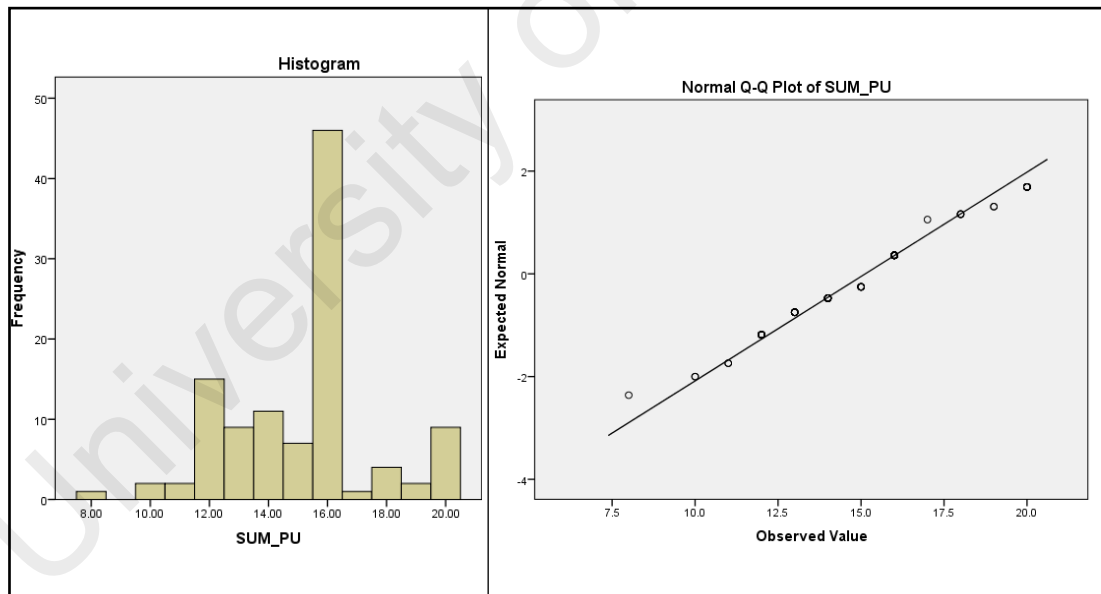 University of
Histogram
Frequency
50
40
30
20
10
0
8.00 10.00 12.00 14.00 16.00 18.00 20.00
SUM_PU
Normal Q-Q Plot of SUM_PU
Expected Normal
2
0
-2
-4
7.5 10.0 12.5 15.0 17.5 20.0
Observed Value